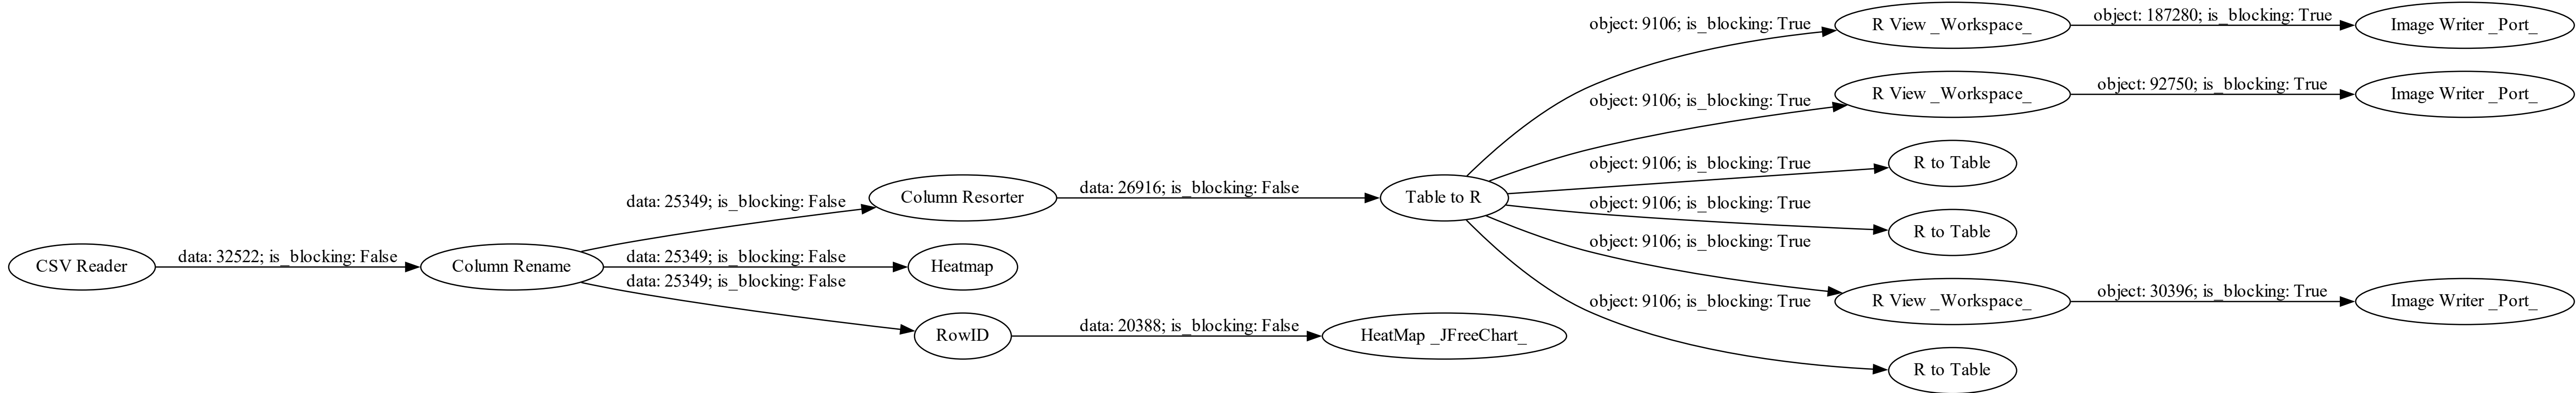 object: 187280; is_blocking: True
object: 9106; is_blocking: True
R View _Workspace_
Image Writer _Port_
object: 92750; is_blocking: True
object: 9106; is_blocking: True
R View _Workspace_
Image Writer _Port_
object: 9106; is_blocking: True
R to Table
data: 26916; is_blocking: False
Column Resorter
Table to R
data: 25349; is_blocking: False
object: 9106; is_blocking: True
R to Table
object: 9106; is_blocking: True
data: 32522; is_blocking: False
data: 25349; is_blocking: False
CSV Reader
Column Rename
Heatmap
data: 25349; is_blocking: False
object: 30396; is_blocking: True
object: 9106; is_blocking: True
R View _Workspace_
Image Writer _Port_
data: 20388; is_blocking: False
RowID
HeatMap _JFreeChart_
R to Table